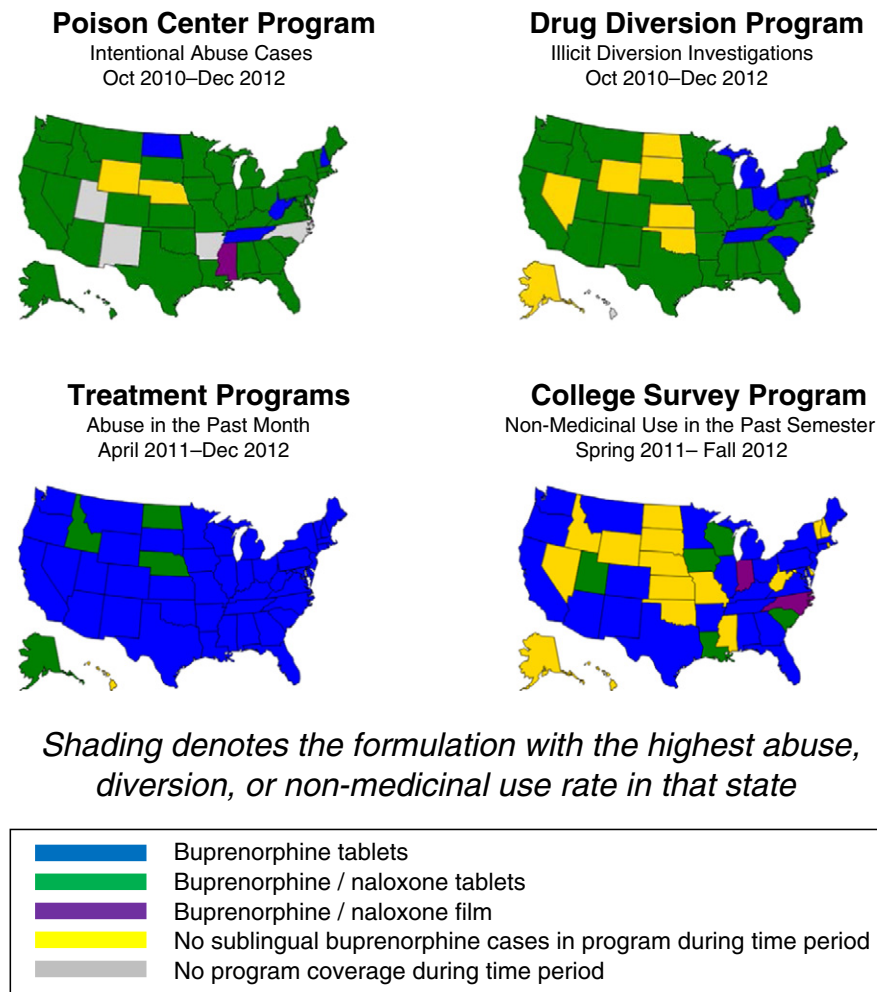 Poison Center Program
Intentional Abuse Cases
Oct 2010–Dec 2012
Drug Diversion Program
Illicit Diversion Investigations
Oct 2010–Dec 2012
Treatment Programs
Abuse in the Past Month
April 2011–Dec 2012
College Survey Program
Non-Medicinal Use in the Past Semester
Spring 2011– Fall 2012
Shading denotes the formulation with the highest abuse,
diversion, or non-medicinal use rate in that state
Buprenorphine tablets
Buprenorphine / naloxone tablets
Buprenorphine / naloxone film
No sublingual buprenorphine cases in program during time period
No program coverage during time period